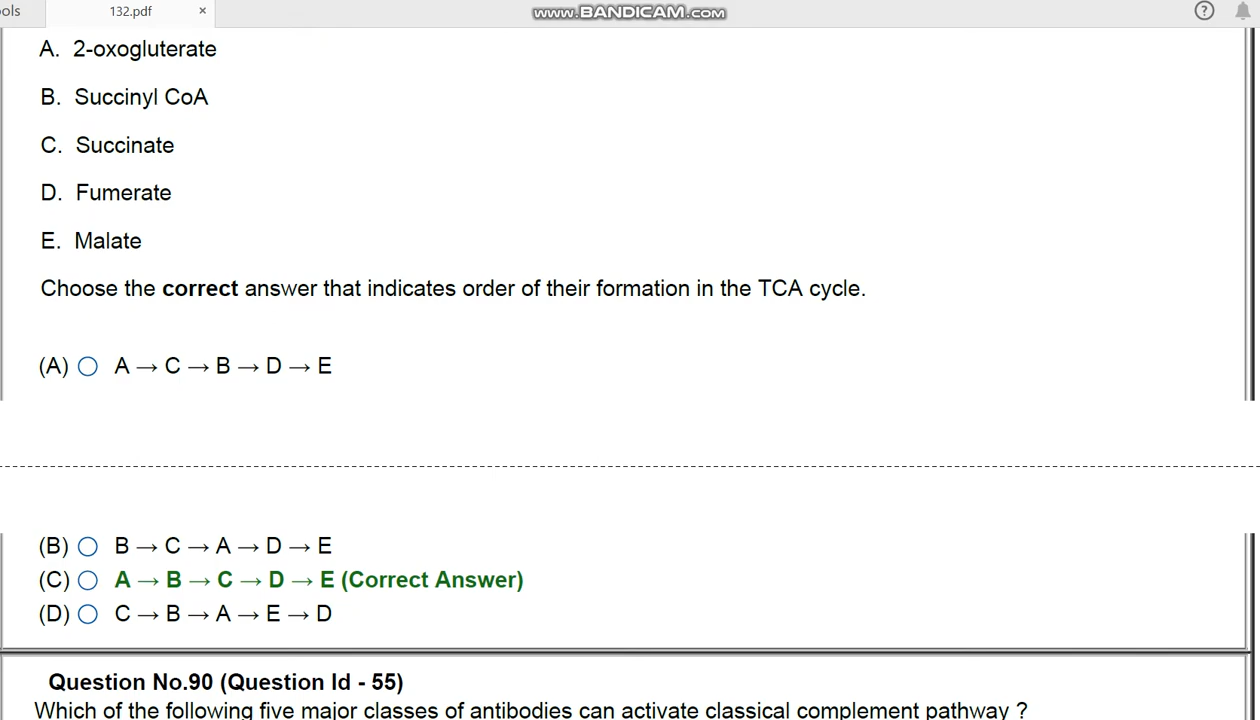 ols
132.pdf
×
www.BANDICAM.com
?
A. 2-oxogluterate
B. Succinyl CoA
C. Succinate
D. Fumerate
E. Malate
Choose the correct answer that indicates order of their formation in the TCA cycle.
(A) A → C → B → D → E
(B) B → C → A → D → E
(C) A → B → C → D → E (Correct Answer)
(D) C → B → A → E → D
Question No.90 (Question Id - 55)
Which of the following five major classes of antibodies can activate classical complement pathway ?